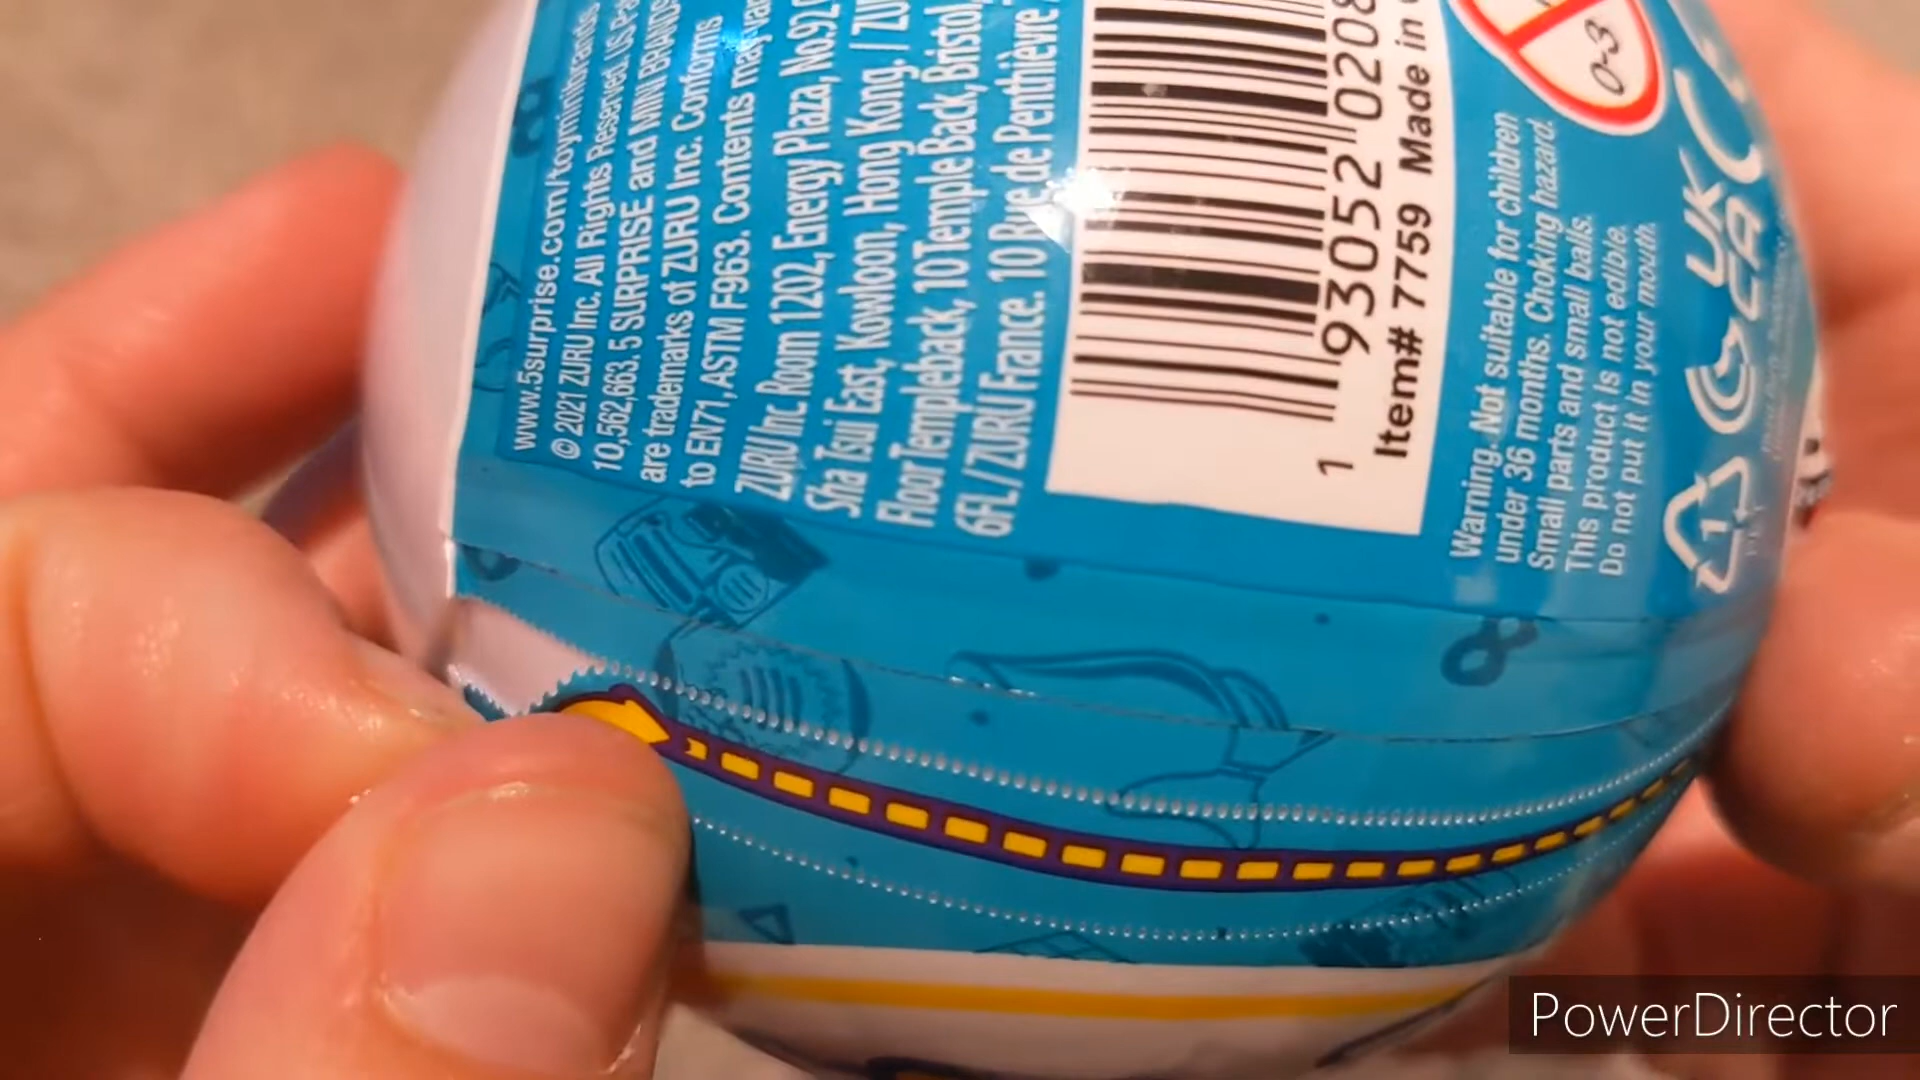 www.5surprise.com/toyminibrands
© 2021 ZURU Inc. All Rights Reserved. US
10,562,663. 5 SURPRISE and MINI BRANDS
are trademarks of ZURU Inc. Conforms
to EN71, ASTM F963. Contents may
ZURU Inc. Room 1202, Energy Plaza, No.92
Sha Tsui East, Kowloon, Hong Kong. /
Floor Templeback, 10 Temple Back, Bristol,
6FL / ZURU France. 10 Rue de Penthièvre
1 93052 0208
Item# 7759 Made in
0-3
Warning. Not suitable for children
under 36 months. Choking hazard.
Small parts and small balls.
This product is not edible.
Do not put it in your mouth.
UK
CA
1
PowerDirector